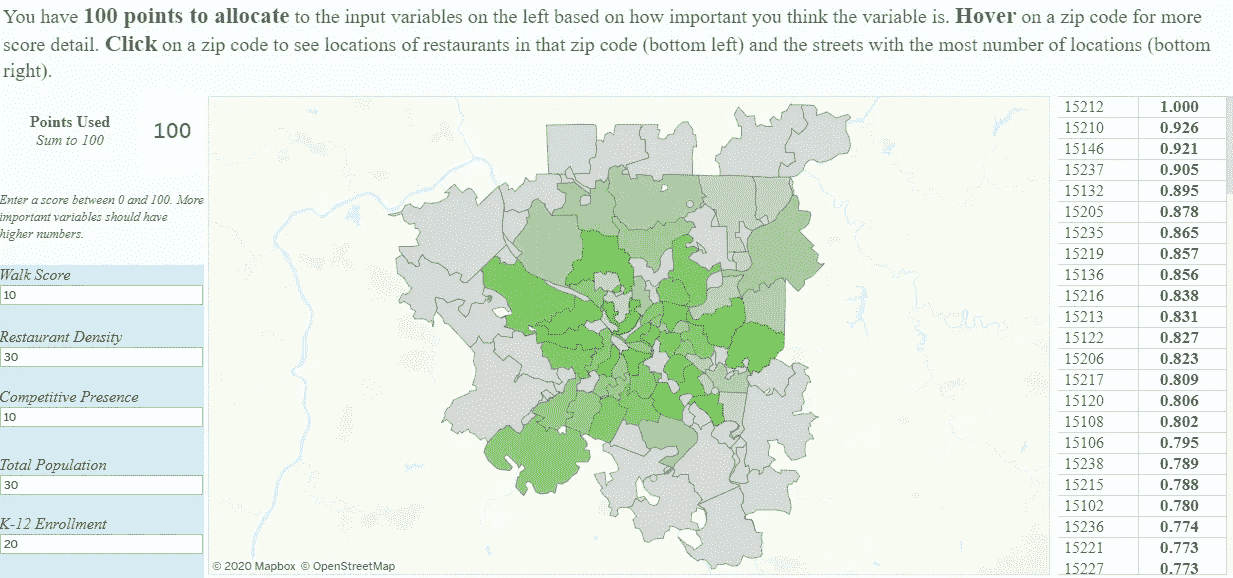 You have 100 points to allocate to the input variables on the left based on how important you think the variable is. Hover on a zip code for more
score detail. Click on a zip code to see locations of restaurants in that zip code (bottom left) and the streets with the most number of locations (bottom
right).
Points Used
Sum to 100
100
Enter a score between 0 and 100. More
important variables should have
higher numbers.
Walk Score
10
Restaurant Density
30
Competitive Presence
10
Total Population
30
K-12 Enrollment
20
© 2020 Mapbox © OpenStreetMap
15212 1.000
15210 0.926
15146 0.921
15237 0.905
15132 0.895
15205 0.878
15235 0.865
15219 0.857
15136 0.856
15216 0.838
15213 0.831
15122 0.827
15206 0.823
15217 0.809
15120 0.806
15108 0.802
15106 0.795
15238 0.789
15215 0.788
15102 0.780
15236 0.774
15221 0.773
15227 0.773